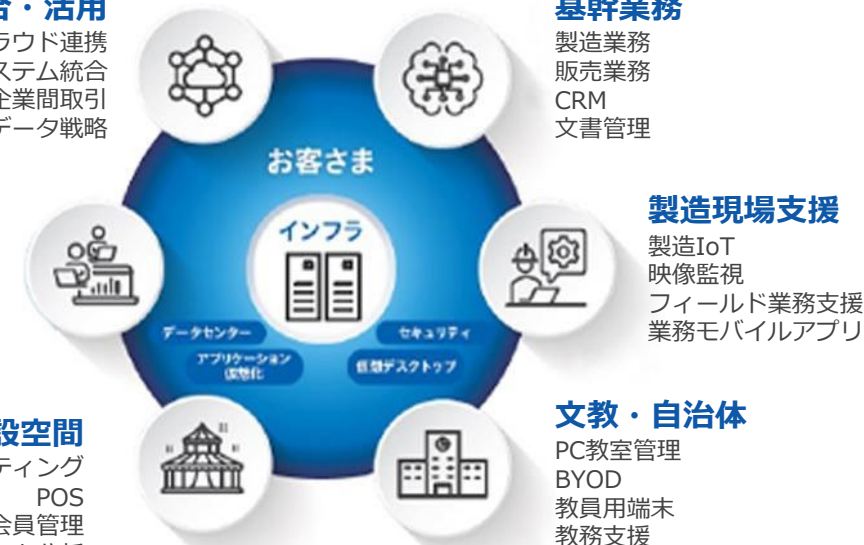 合・活用
ラウド連携
ステム統合
企業間取引
データ戦略
基幹業務
製造業務
販売業務
CRM
文書管理
お客さま
インフラ
データセンター
セキュリティ
アプリケーション
仮想化
仮想デスクトップ
製造現場支援
製造IoT
映像監視
フィールド業務支援
業務モバイルアプリ
設空間
ティング
POS
会員管理
文教・自治体
PC教室管理
BYOD
教員用端末
教務支援